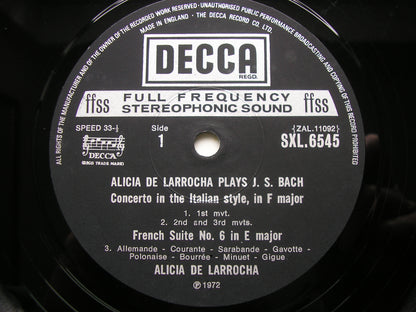 ALL RIGHTS OF THE MANUFACTURER AND OF THE OWNER OF THE RECORDED WORK RESERVED · UNAUTHORISED PUBLIC PERFORMANCE BROADCASTING AND COPYING OF THIS RECORD PROHIBITED
MADE IN ENGLAND · THE DECCA RECORD CO. LTD.
DECCA
REGD.
ffss FULL FREQUENCY STEREOPHONIC SOUND ffss
SPEED 33-⅓
Side
1
(ZAL.11092)
SXL.6545
DECCA
ALICIA DE LARROCHA PLAYS J. S. BACH
Concerto in the Italian style, in F major
1. 1st mvt.
2. 2nd and 3rd mvts.
French Suite No. 6 in E major
3. Allemande - Courante - Sarabande - Gavotte -
Polonaise - Bourrée - Minuet - Gigue
ALICIA DE LARROCHA
℗ 1972